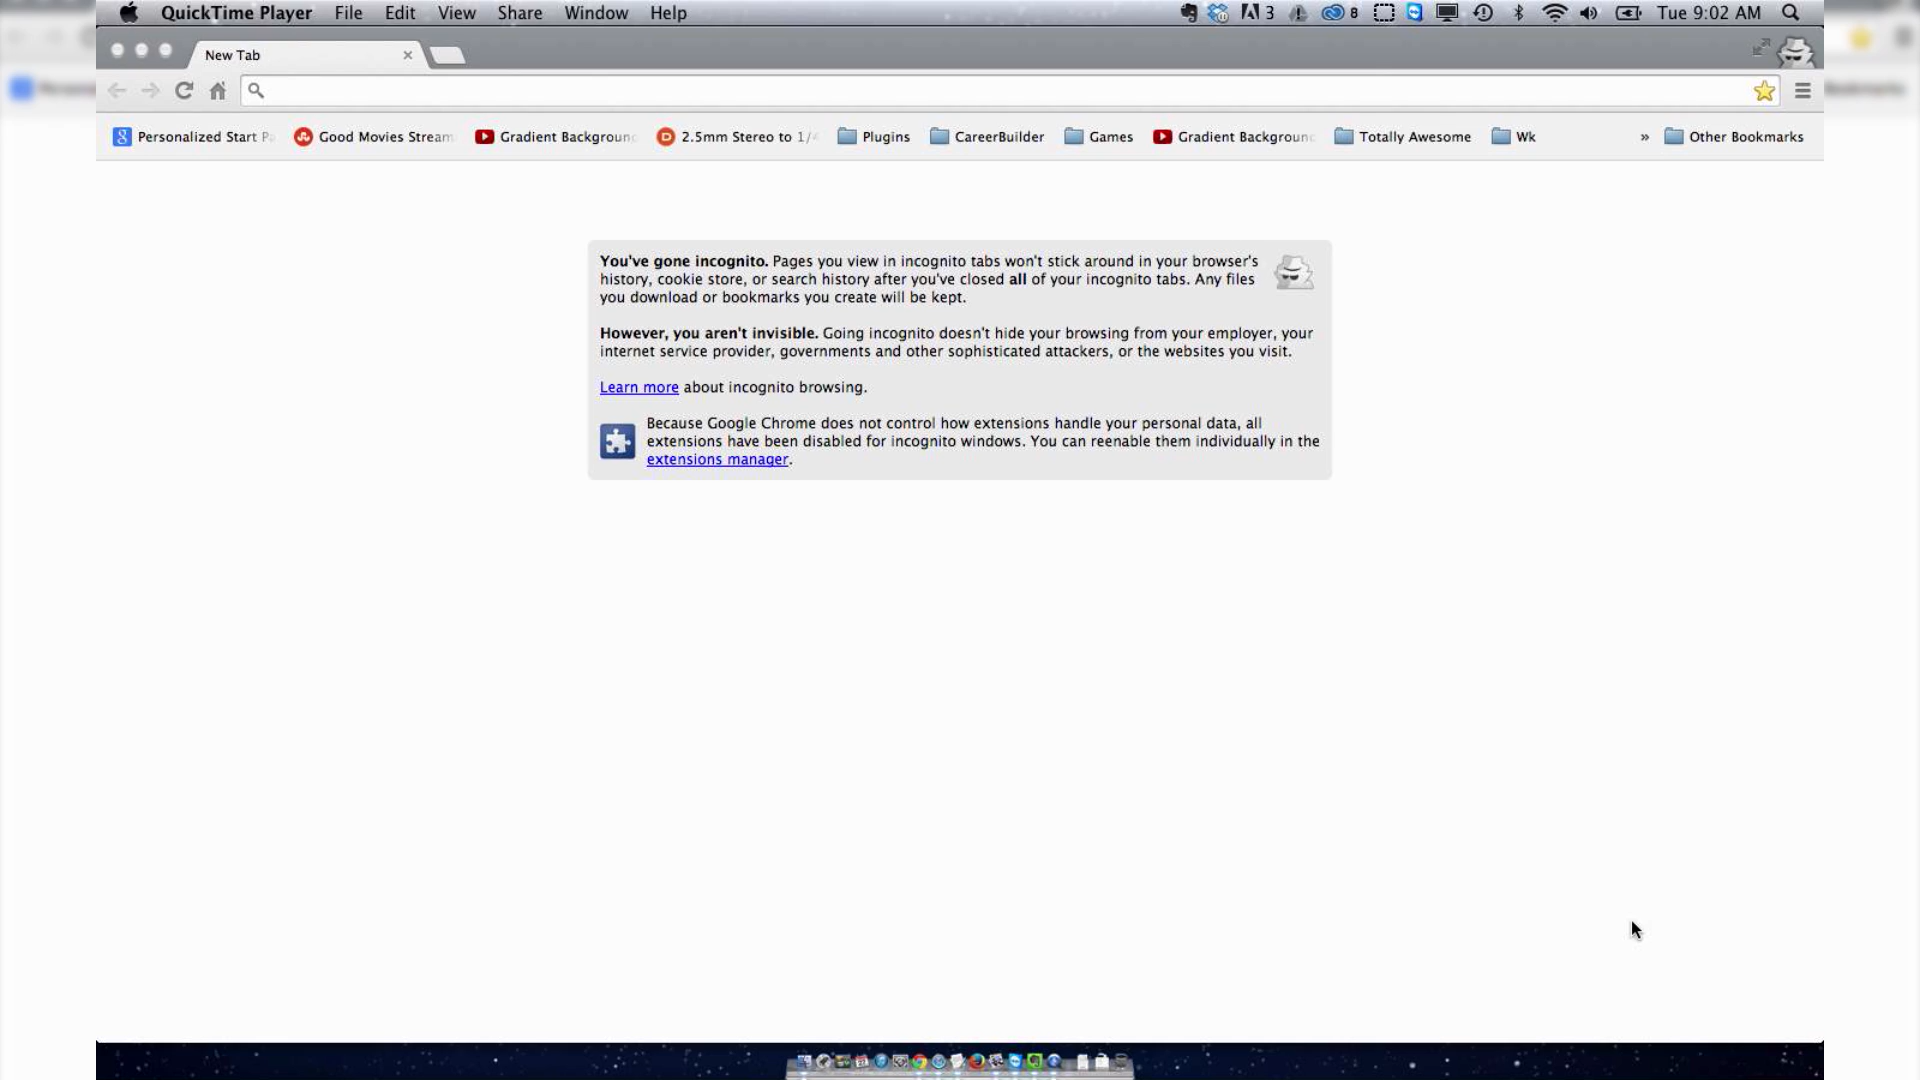 QuickTime Player File Edit View Share Window Help 3 8 Tue 9:02 AM
New Tab
Personalized Start Good Movies Stream Gradient Background 2.5mm Stereo to 1/ Plugins CareerBuilder Games Gradient Background Totally Awesome Wk » Other Bookmarks
You've gone incognito. Pages you view in incognito tabs won't stick around in your browser's
history, cookie store, or search history after you've closed all of your incognito tabs. Any files
you download or bookmarks you create will be kept.
However, you aren't invisible. Going incognito doesn't hide your browsing from your employer, your
internet service provider, governments and other sophisticated attackers, or the websites you visit.
Learn more about incognito browsing.
Because Google Chrome does not control how extensions handle your personal data, all
extensions have been disabled for incognito windows. You can reenable them individually in the
extensions manager.